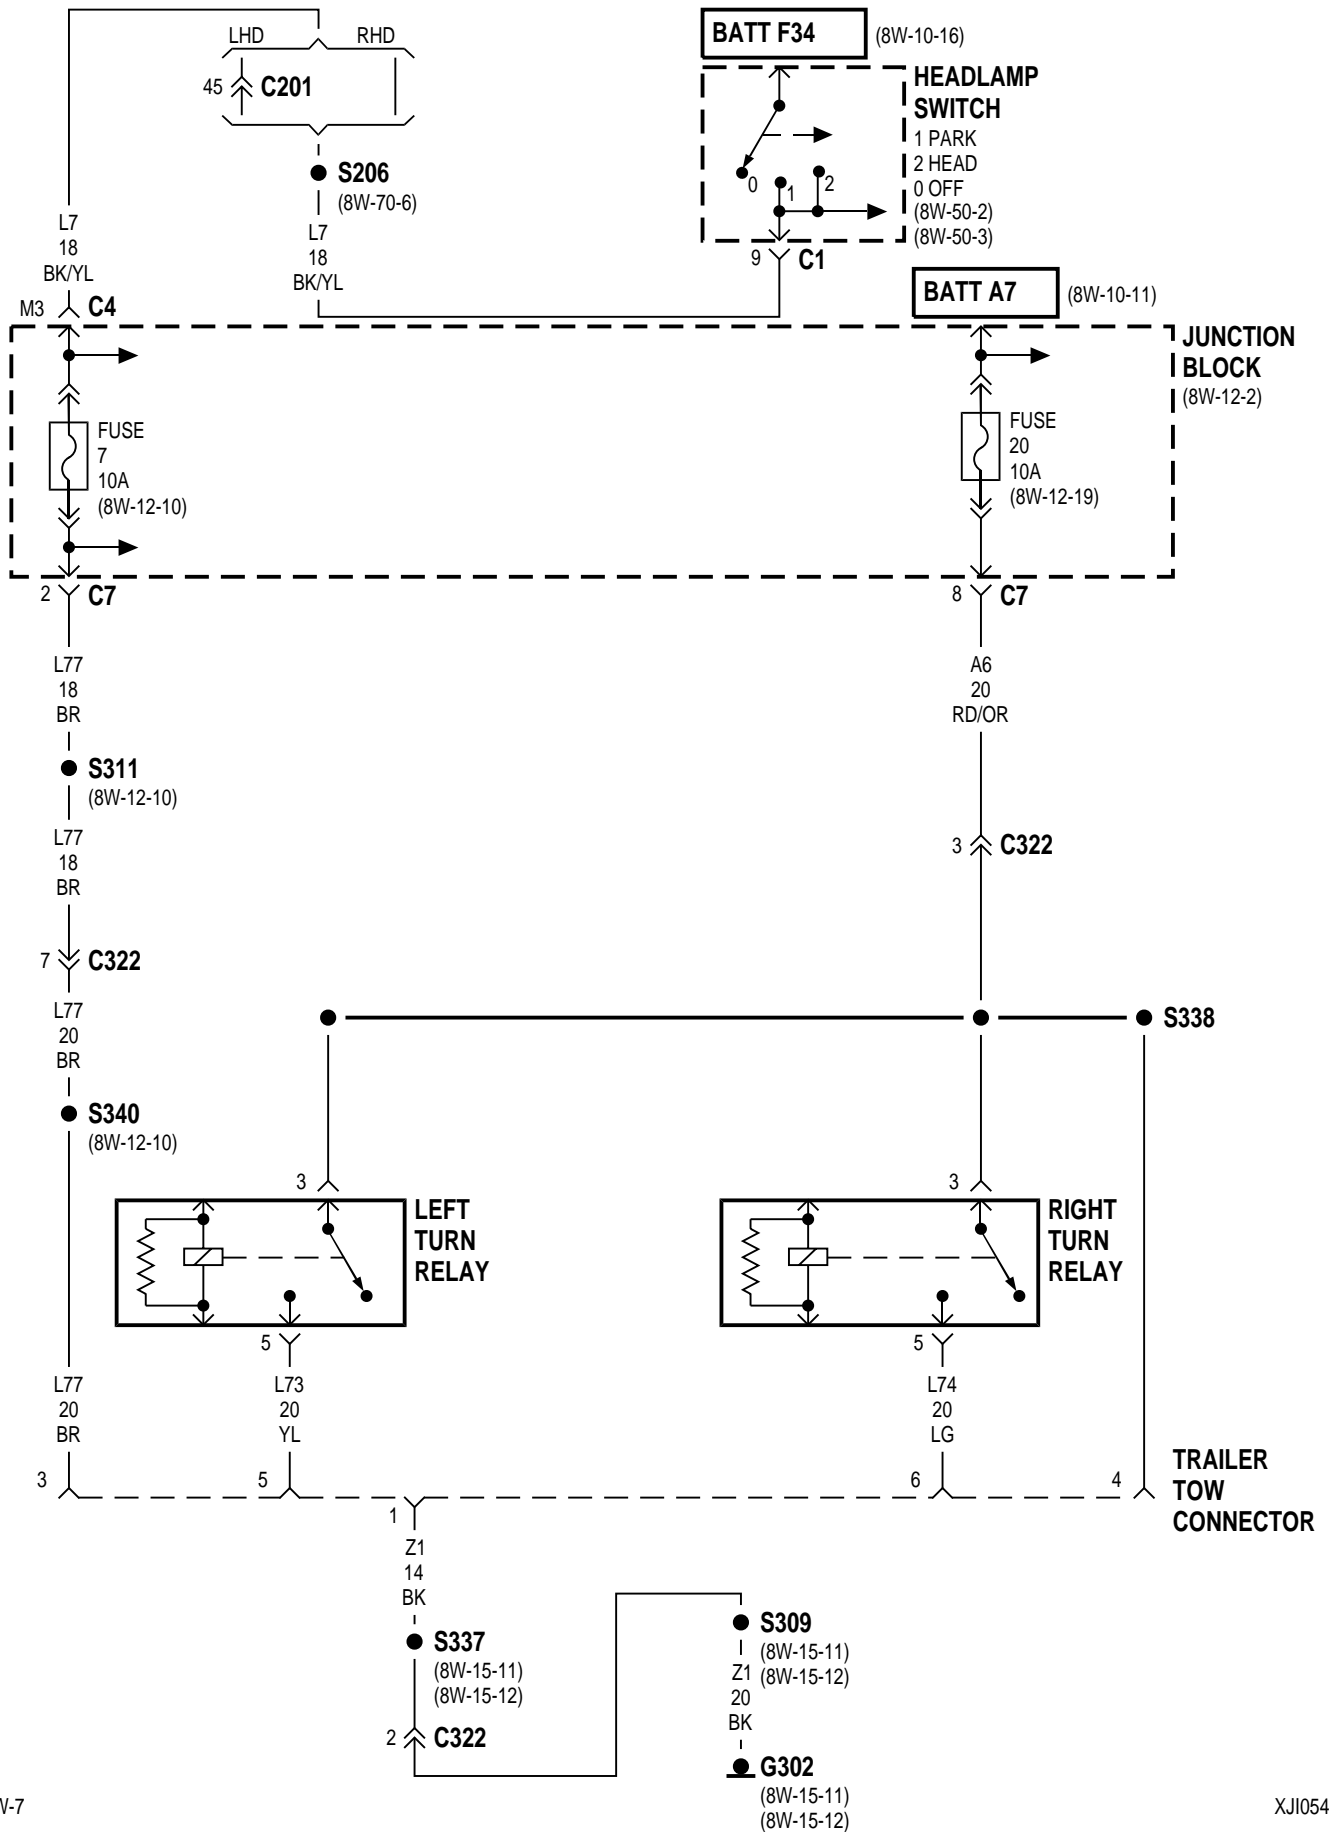 LHD
RHD
45
C201
S206
(8W-70-6)
L7
18
BK/YL
L7
18
BK/YL
M3
C4
BATT F34
(8W-10-16)
HEADLAMP
SWITCH
1 PARK
2 HEAD
0 OFF
(8W-50-2)
(8W-50-3)
0
1
2
9
C1
BATT A7
(8W-10-11)
JUNCTION
BLOCK
(8W-12-2)
FUSE
7
10A
(8W-12-10)
FUSE
20
10A
(8W-12-19)
2
C7
8
C7
L77
18
BR
A6
20
RD/OR
S311
(8W-12-10)
L77
18
BR
3
C322
7
C322
L77
20
BR
S338
S340
(8W-12-10)
3
LEFT
TURN
RELAY
3
RIGHT
TURN
RELAY
5
5
L77
20
BR
L73
20
YL
L74
20
LG
3
5
1
6
4
TRAILER
TOW
CONNECTOR
Z1
14
BK
S337
(8W-15-11)
(8W-15-12)
2
C322
S309
(8W-15-11)
(8W-15-12)
Z1
20
BK
G302
(8W-15-11)
(8W-15-12)
W-7
XJI054